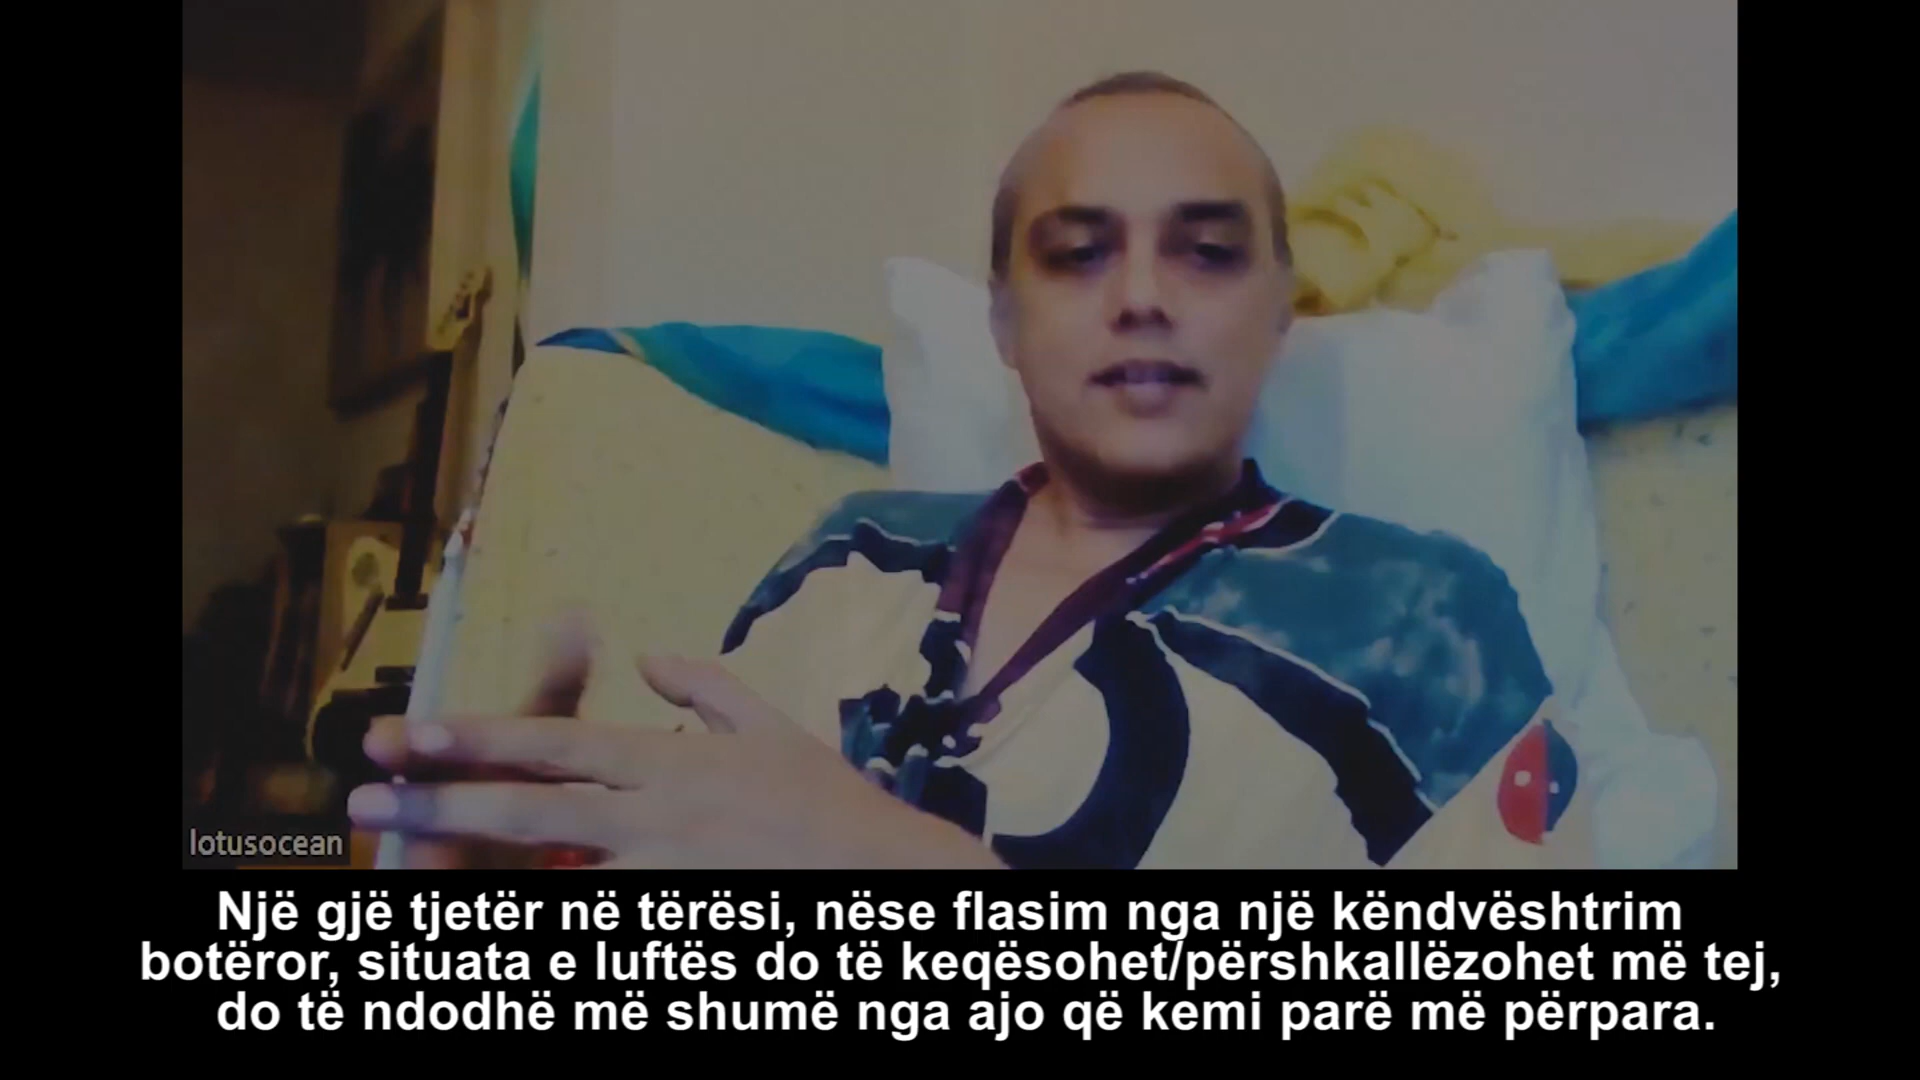 lotusocean
Një gjë tjetër në tërësi, nëse flasim nga një këndvështrim
botëror, situata e luftës do të keqësohet/përshkallëzohet më tej,
do të ndodhë më shumë nga ajo që kemi parë më përpara.